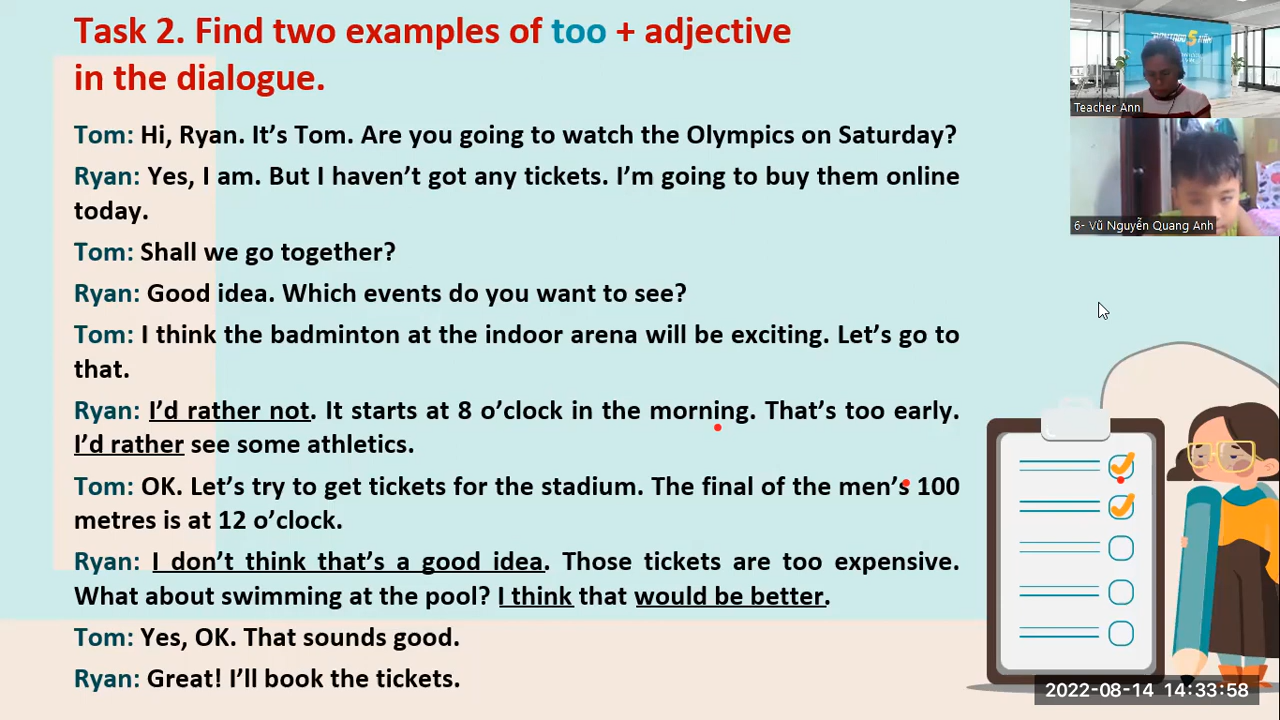 Task 2. Find two examples of too + adjective
in the dialogue.
Tom: Hi, Ryan. It’s Tom. Are you going to watch the Olympics on Saturday?
Ryan: Yes, I am. But I haven’t got any tickets. I’m going to buy them online
today.
Tom: Shall we go together?
Ryan: Good idea. Which events do you want to see?
Tom: I think the badminton at the indoor arena will be exciting. Let’s go to
that.
Ryan: I’d rather not. It starts at 8 o’clock in the morning. That’s too early.
I’d rather see some athletics.
Tom: OK. Let’s try to get tickets for the stadium. The final of the men’s 100
metres is at 12 o’clock.
Ryan: I don’t think that’s a good idea. Those tickets are too expensive.
What about swimming at the pool? I think that would be better.
Tom: Yes, OK. That sounds good.
Ryan: Great! I’ll book the tickets.
Teacher Ann
6- Vũ Nguyễn Quang Anh
2022-08-14 14:33:58